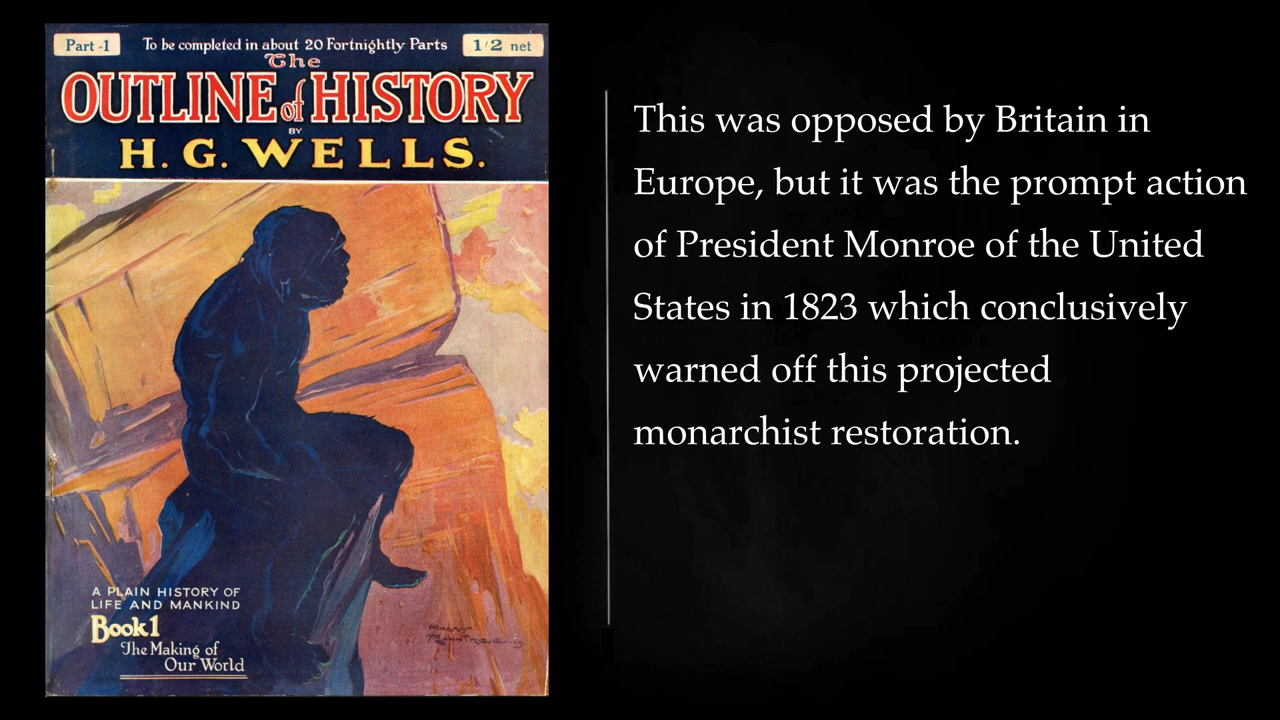 Part -1
To be completed in about 20 Fortnightly Parts
1/2 net
The
OUTLINE of HISTORY
BY
H. G. WELLS.
A PLAIN HISTORY OF
LIFE AND MANKIND
Book 1
The Making of
Our World
This was opposed by Britain in
Europe, but it was the prompt action
of President Monroe of the United
States in 1823 which conclusively
warned off this projected
monarchist restoration.